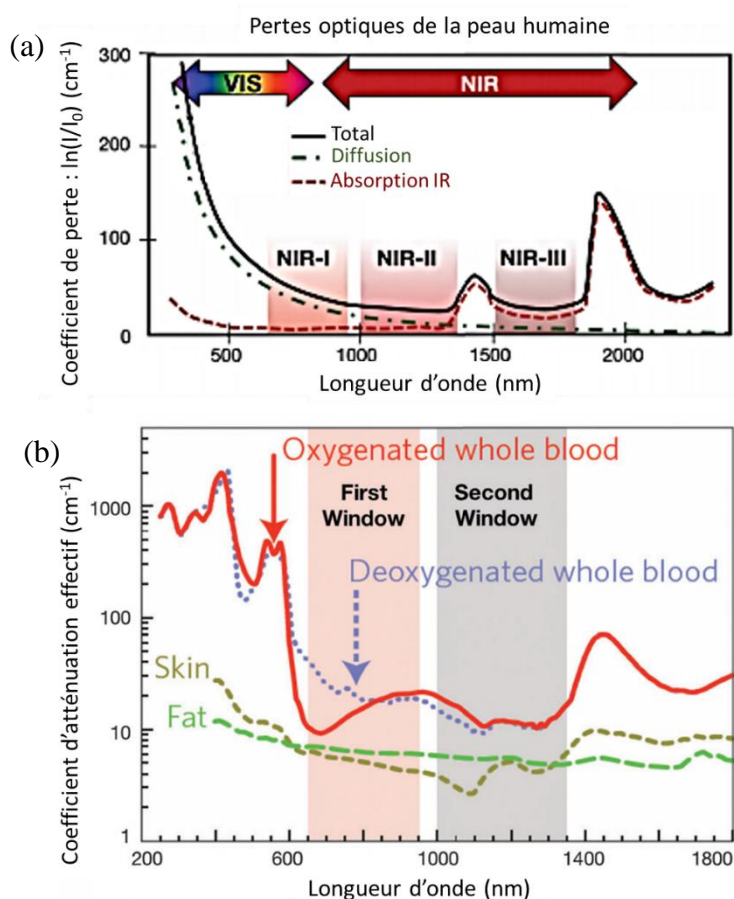 Pertes optiques de la peau humaine
(a)
300
200
100
0
Coefficient de perte : ln(I/I₀) (cm⁻¹)
VIS
NIR
Total
Diffusion
Absorption IR
NIR-I
NIR-II
NIR-III
500
1000
1500
2000
Longueur d'onde (nm)
(b)
1000
100
10
1
Coefficient d'atténuation effectif (cm⁻¹)
Oxygenated whole blood
First
Window
Second
Window
Deoxygenated whole blood
Skin
Fat
200
600
1000
1400
1800
Longueur d'onde (nm)